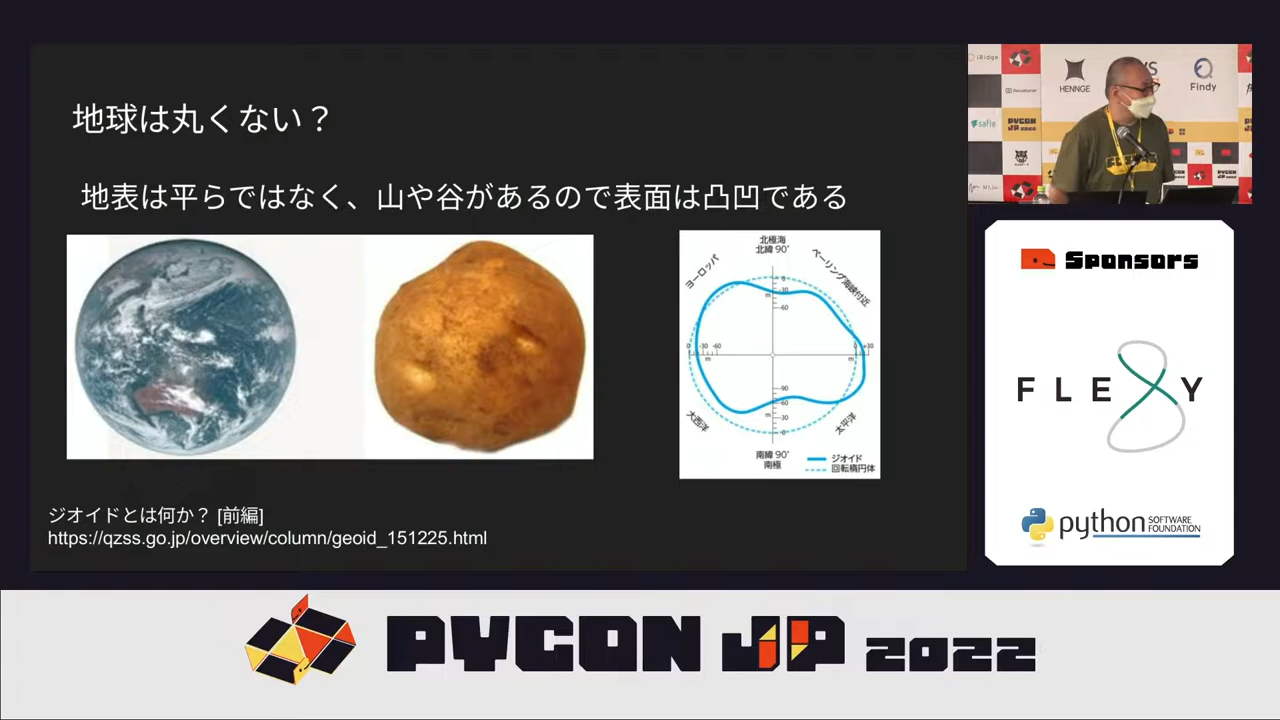 地球は丸くない？
地表は平らではなく、山や谷があるので表面は凸凹である
北極海
北緯 90°
ヨーロッパ
ベーリング海峡付近
大西洋
太平洋
南緯 90°
南極
ジオイド
回転楕円体
ジオイドとは何か？ [前編]
https://qzss.go.jp/overview/column/geoid_151225.html
iRidge
HENNGE
Findy
safie
PYCON
JP 2022
Sponsors
FLEXY
python
SOFTWARE
FOUNDATION
PYCON JP 2022